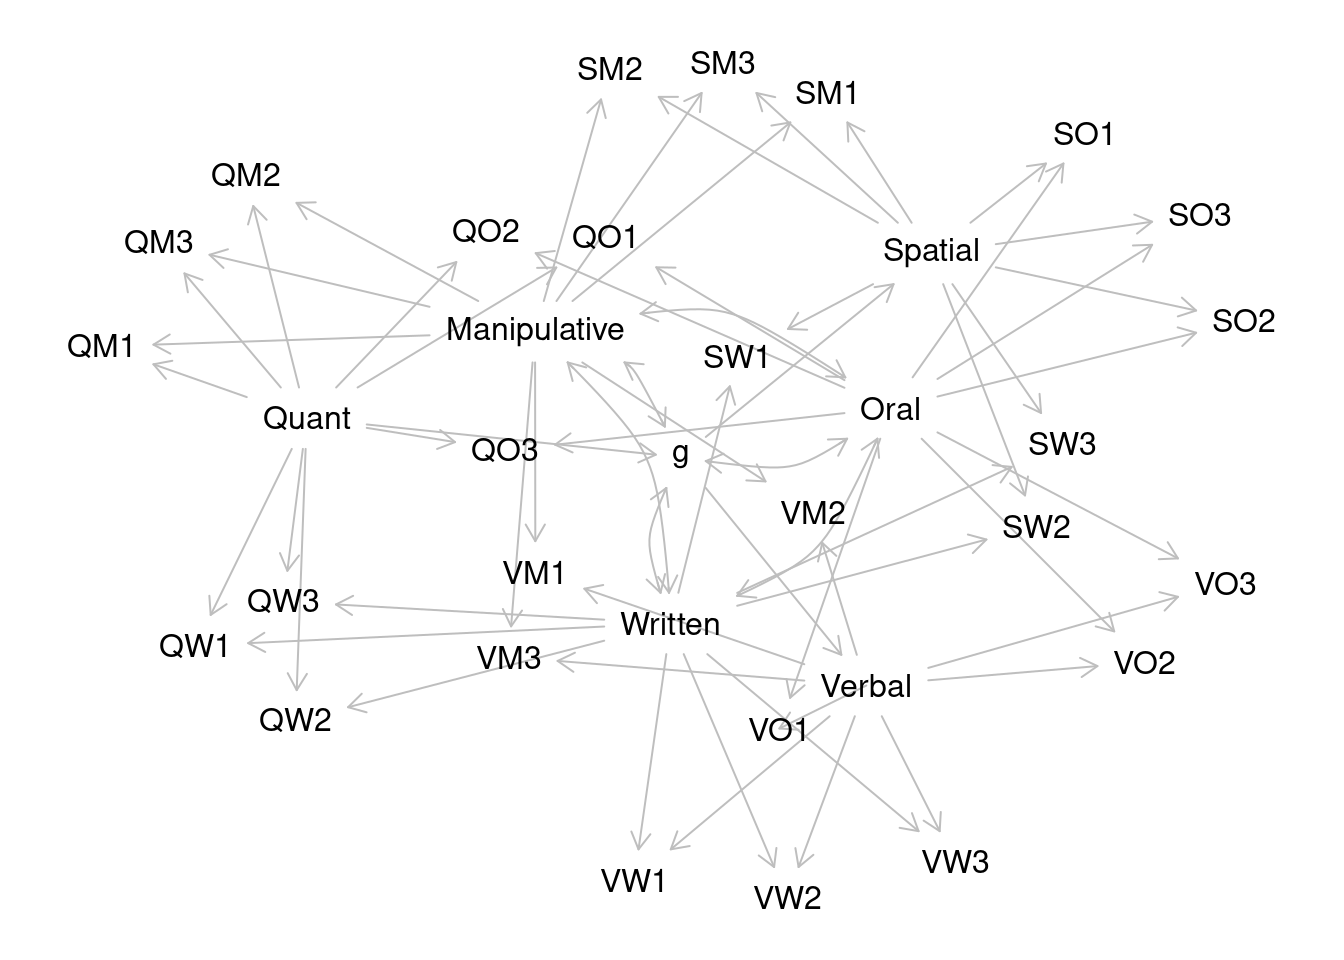 SM3
SM2
SM1
SO1
QM2
SO3
QO2
QO1
QM3
Spatial
SO2
Manipulative
QM1
SW1
Oral
Quant
SW3
QO3
g
VM2
SW2
VM1
VO3
QW3
Written
QW1
VM3
VO2
Verbal
QW2
VO1
VW3
VW1
VW2